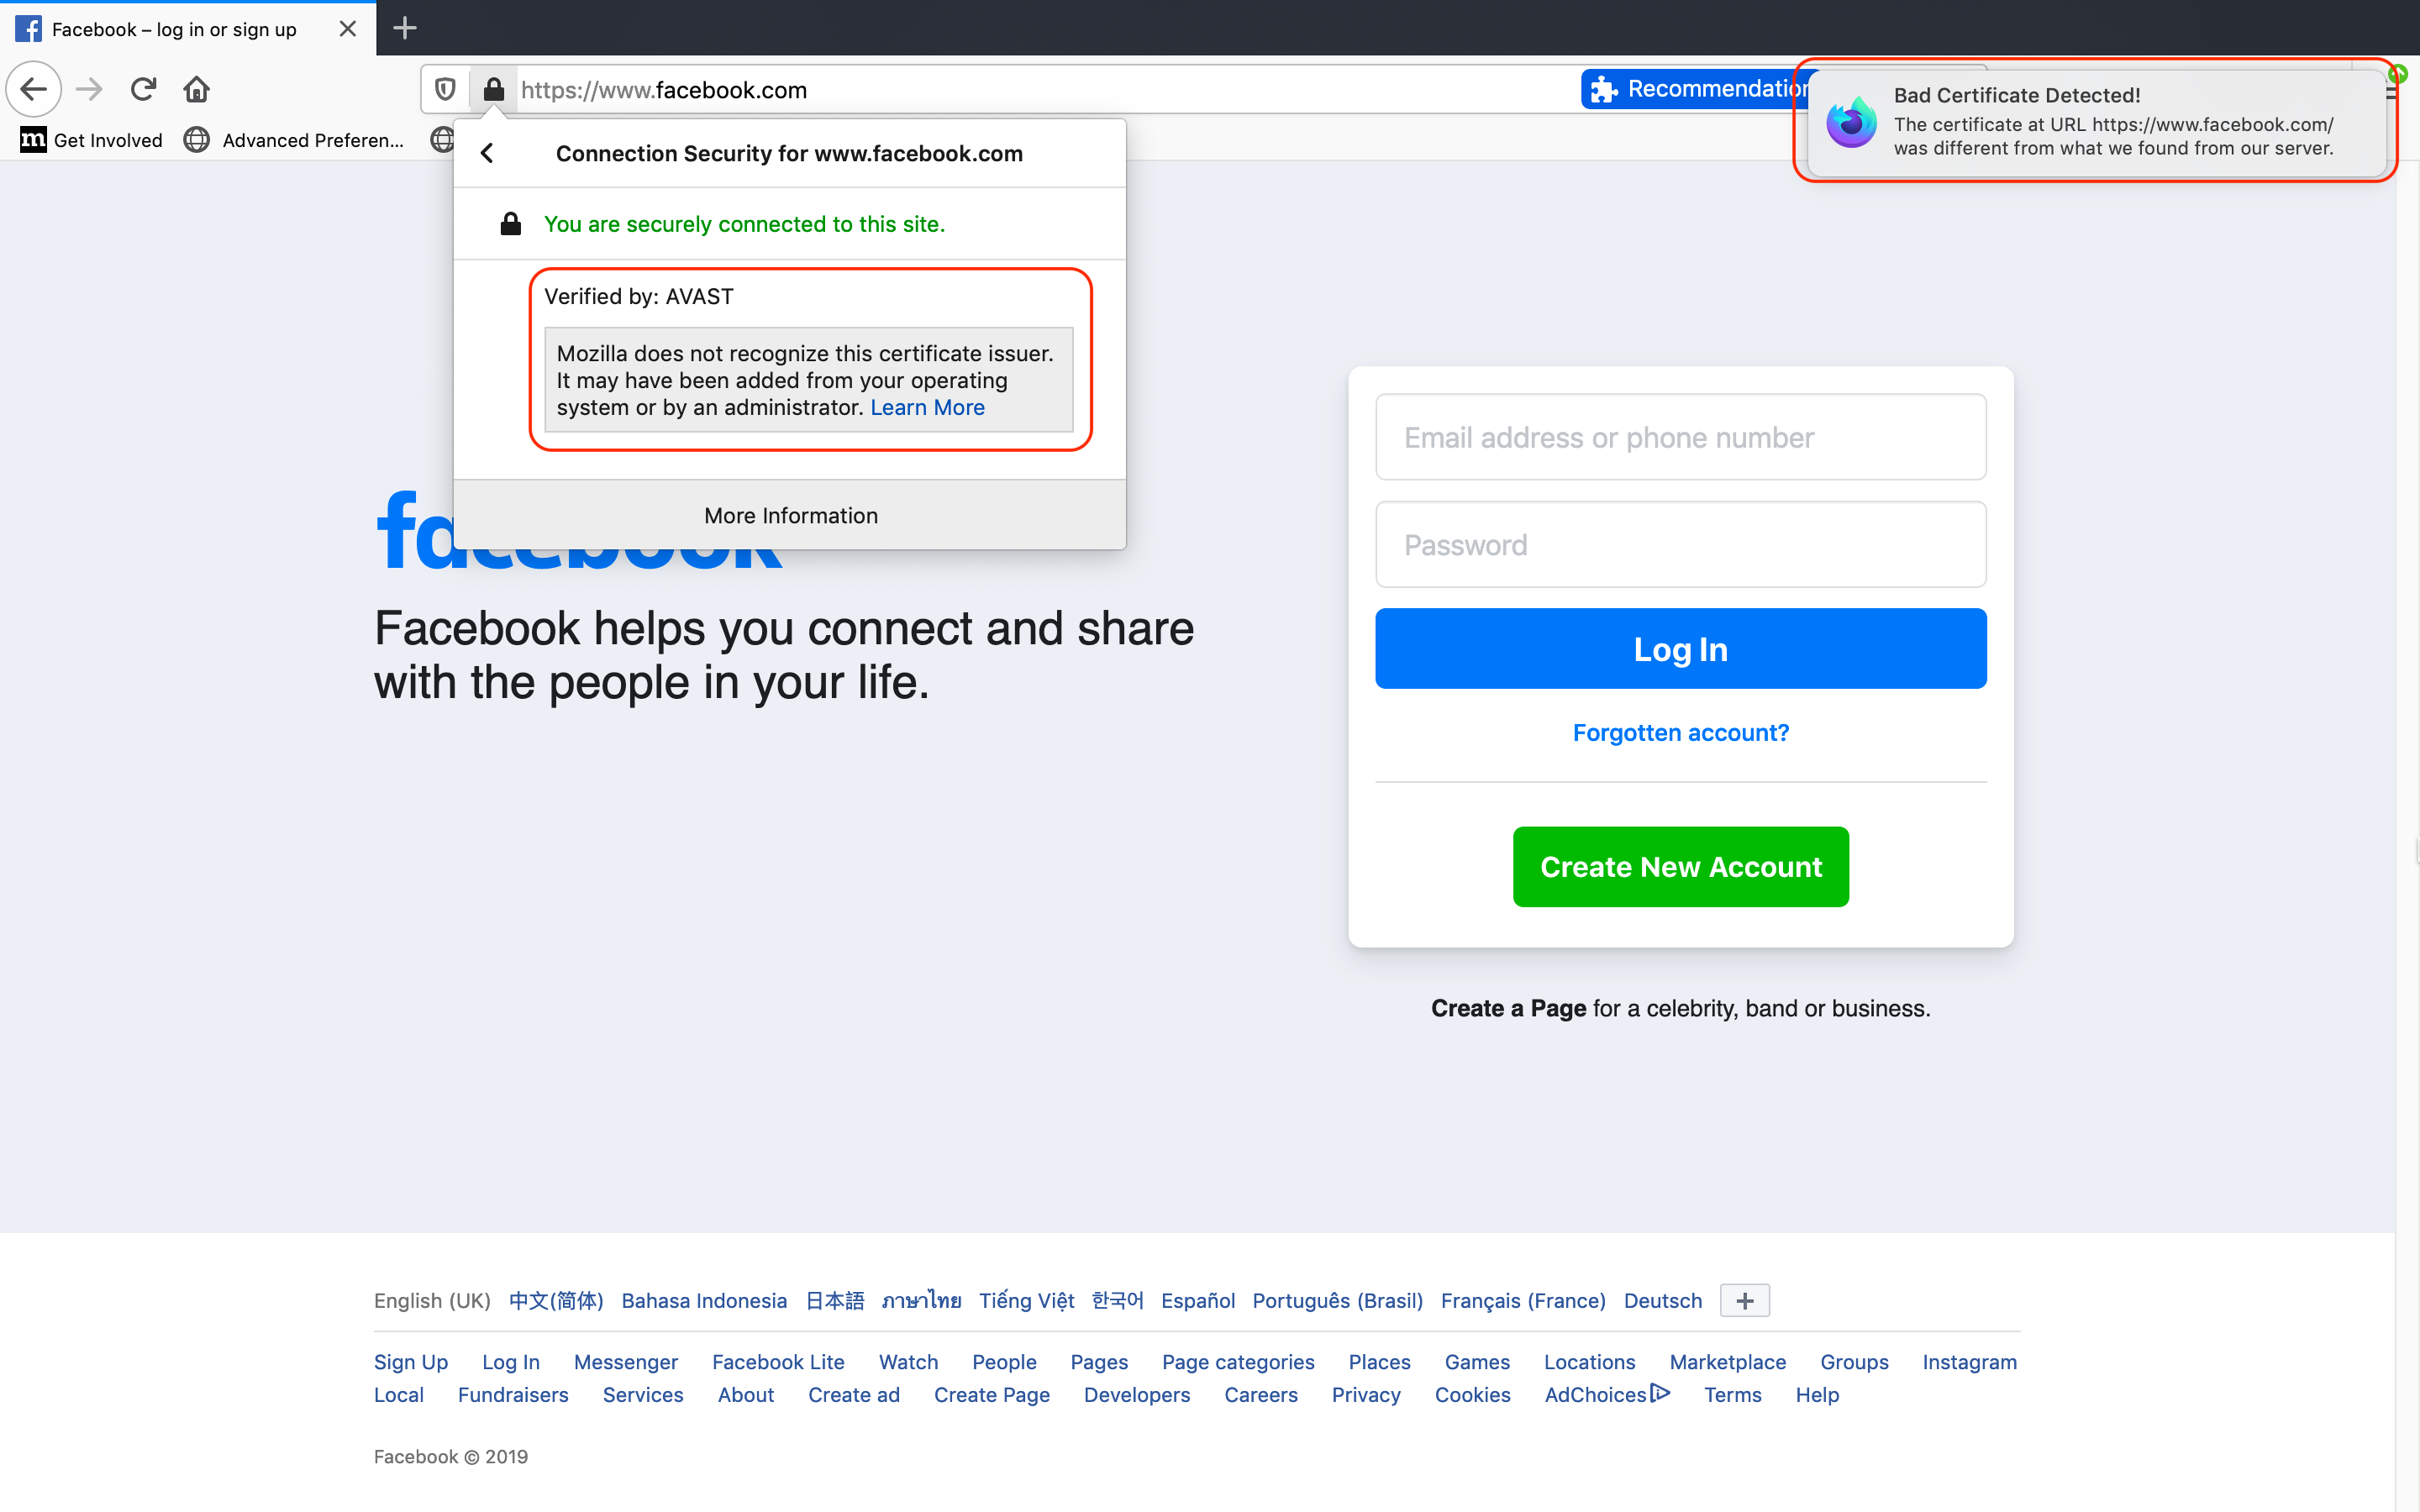 Facebook – log in or sign up
https://www.facebook.com
Recommendation
Bad Certificate Detected!
The certificate at URL https://www.facebook.com/
was different from what we found from our server.
m Get Involved
Advanced Preferen...
Connection Security for www.facebook.com
You are securely connected to this site.
Verified by: AVAST
Mozilla does not recognize this certificate issuer.
It may have been added from your operating
system or by an administrator. Learn More
More Information
facebook
Facebook helps you connect and share
with the people in your life.
Email address or phone number
Password
Log In
Forgotten account?
Create New Account
Create a Page for a celebrity, band or business.
English (UK) 中文(简体) Bahasa Indonesia 日本語 ภาษาไทย Tiếng Việt 한국어 Español Português (Brasil) Français (France) Deutsch
Sign Up Log In Messenger Facebook Lite Watch People Pages Page categories Places Games Locations Marketplace Groups Instagram
Local Fundraisers Services About Create ad Create Page Developers Careers Privacy Cookies AdChoices Terms Help
Facebook © 2019